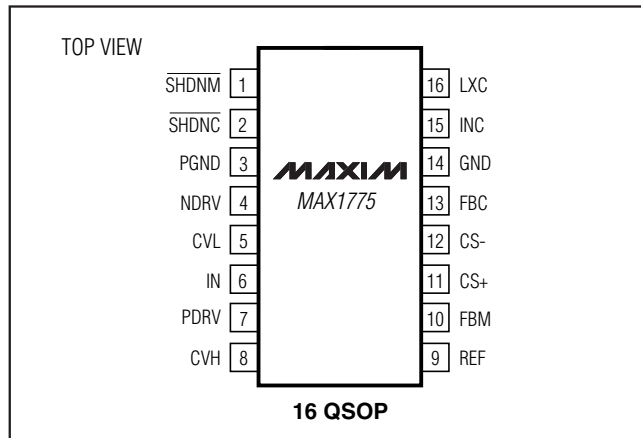 TOP VIEW
SHDNM 1
SHDNC 2
PGND 3
NDRV 4
CVL 5
IN 6
PDRV 7
CVH 8
MAXIM
MAX1775
16 LXC
15 INC
14 GND
13 FBC
12 CS-
11 CS+
10 FBM
9 REF
16 QSOP